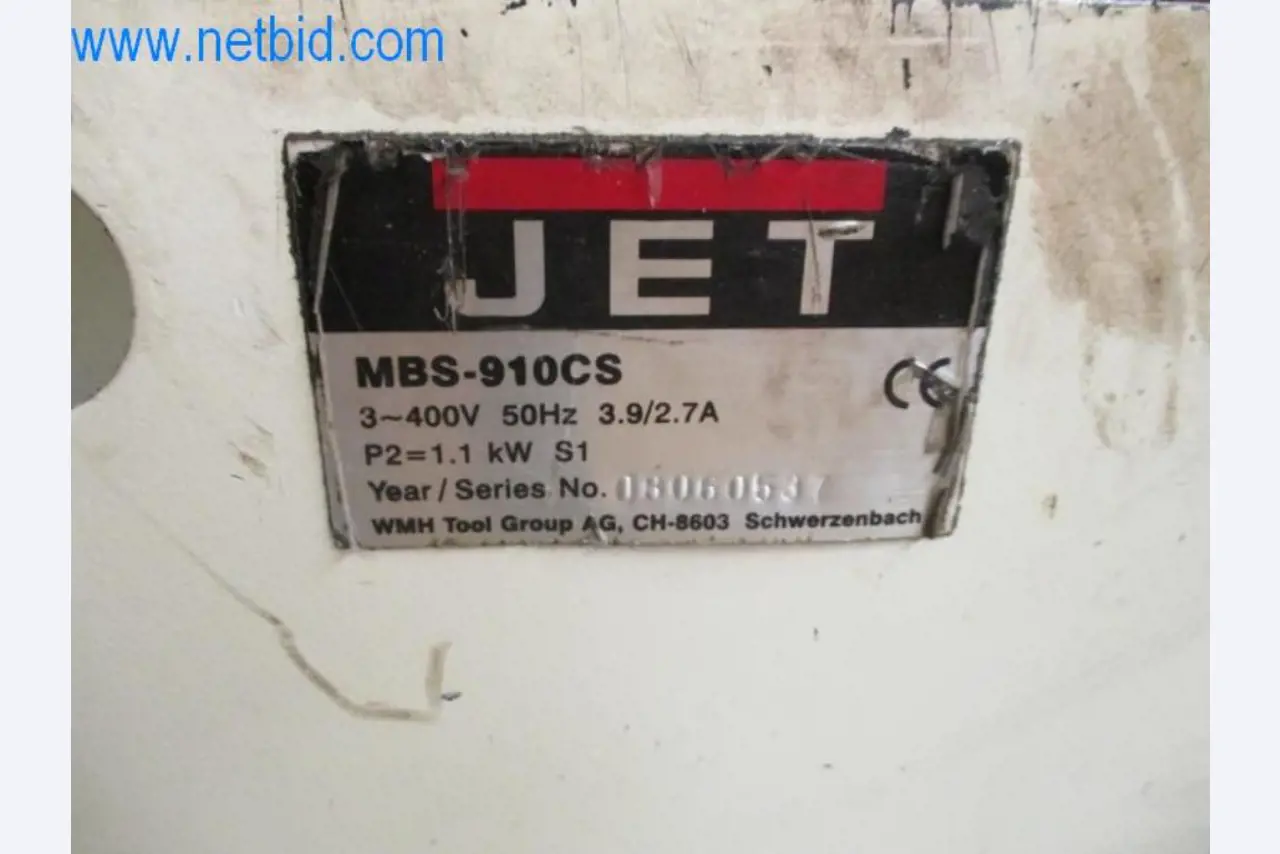 www.netbid.com
JET
MBS-910CS
CE
3~400V 50Hz 3.9/2.7A
P2=1.1 kW S1
Year/Series No. 18060537
WMH Tool Group AG, CH-8603 Schwerzenbach